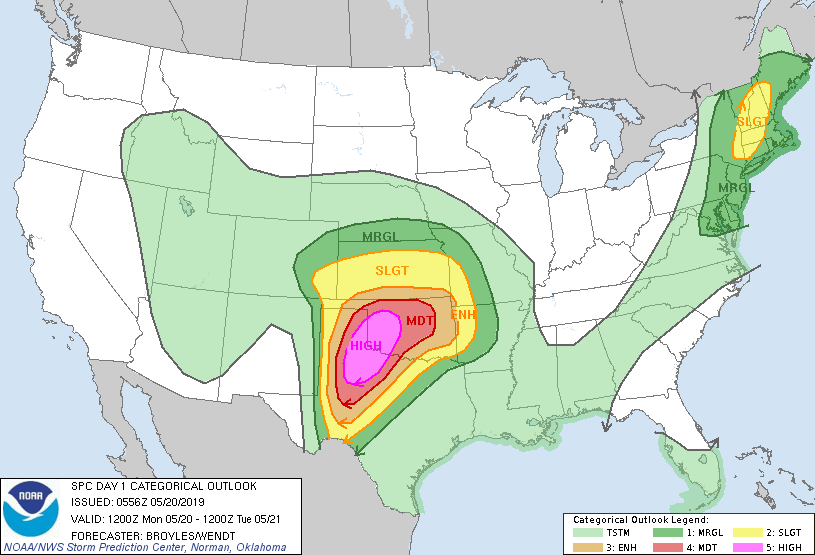 SLGT
MRGL
MRGL
SLGT
ENH
MDT
HIGH
NOAA
SPC DAY 1 CATEGORICAL OUTLOOK
ISSUED: 0556Z 05/20/2019
VALID: 1200Z Mon 05/20 - 1200Z Tue 05/21
FORECASTER: BROYLES/WENDT
NOAA/NWS Storm Prediction Center, Norman, Oklahoma
Categorical Outlook Legend:
TSTM 1: MRGL 2: SLGT
3: ENH 4: MDT 5: HIGH